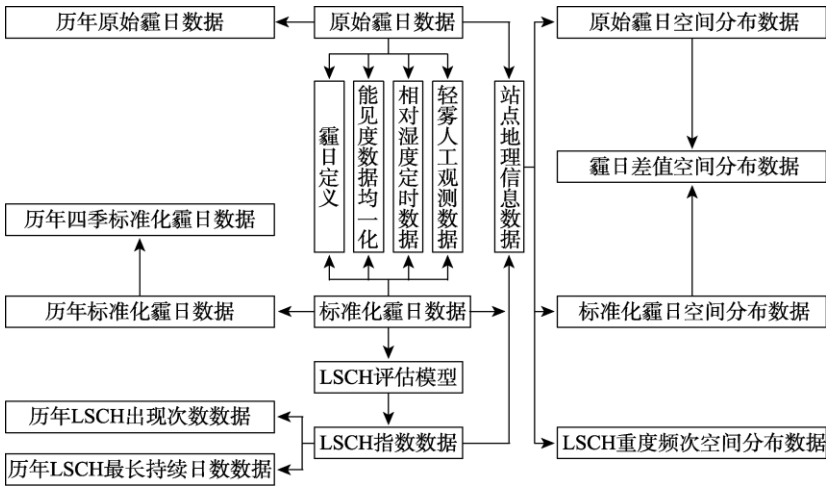 历年原始霾日数据
原始霾日数据
原始霾日空间分布数据
霾日定义
能见度数据均一化
相对湿度定时数据
轻雾人工观测数据
站点地理信息数据
霾日差值空间分布数据
历年四季标准化霾日数据
历年标准化霾日数据
标准化霾日数据
标准化霾日空间分布数据
LSCH评估模型
历年LSCH出现次数数据
LSCH指数数据
LSCH重度频次空间分布数据
历年LSCH最长持续日数数据